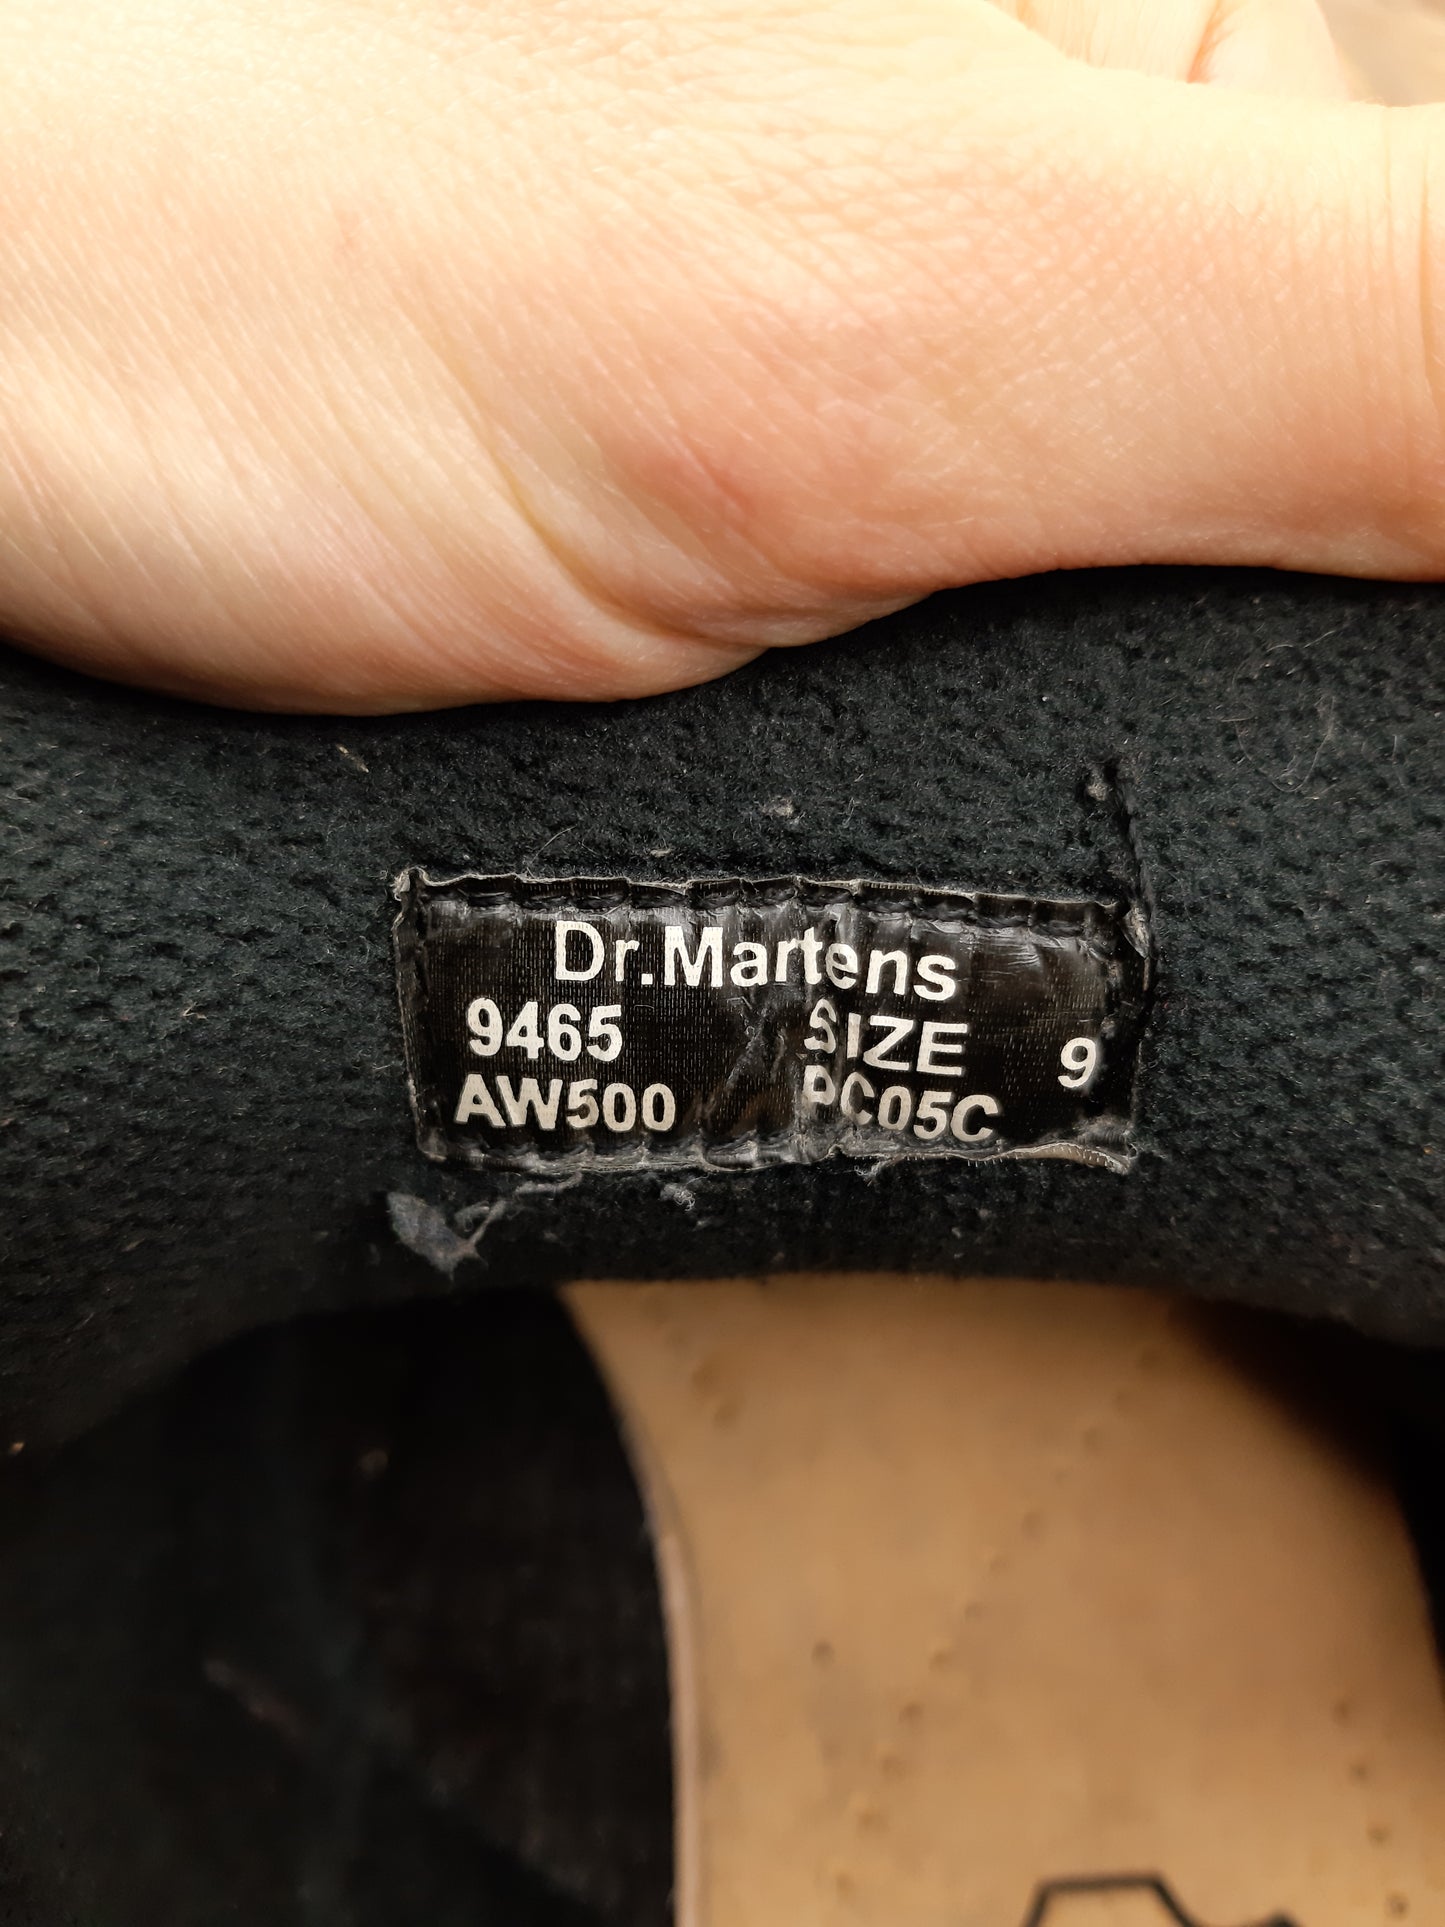 Dr.Martens
9465 SIZE 9
AW500 PC05C